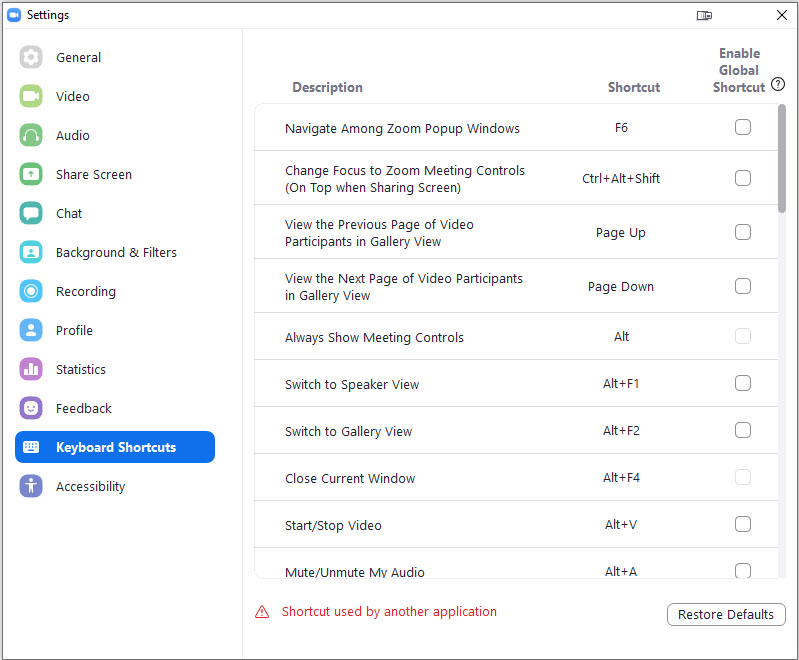 Settings
General
Video
Audio
Share Screen
Chat
Background & Filters
Recording
Profile
Statistics
Feedback
Keyboard Shortcuts
Accessibility
Description
Shortcut
Enable
Global
Shortcut ?
Navigate Among Zoom Popup Windows
F6
Change Focus to Zoom Meeting Controls
(On Top when Sharing Screen)
Ctrl+Alt+Shift
View the Previous Page of Video
Participants in Gallery View
Page Up
View the Next Page of Video Participants
in Gallery View
Page Down
Always Show Meeting Controls
Alt
Switch to Speaker View
Alt+F1
Switch to Gallery View
Alt+F2
Close Current Window
Alt+F4
Start/Stop Video
Alt+V
Mute/Unmute My Audio
Alt+A
Shortcut used by another application
Restore Defaults